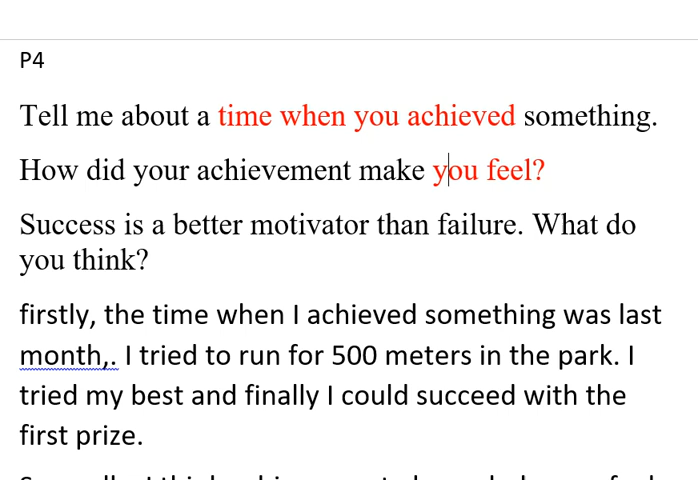 P4
Tell me about a time when you achieved something.
How did your achievement make you feel?
Success is a better motivator than failure. What do
you think?
firstly, the time when I achieved something was last
month,. I tried to run for 500 meters in the park. I
tried my best and finally I could succeed with the
first prize.